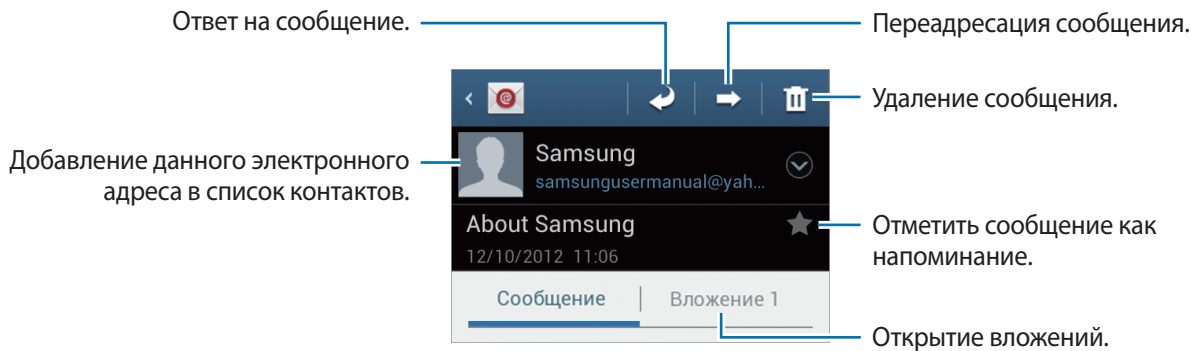 Ответ на сообщение.
Переадресация сообщения.
Удаление сообщения.
Добавление данного электронного
адреса в список контактов.
Samsung
samsungusermanual@yah...
About Samsung
12/10/2012 11:06
Отметить сообщение как
напоминание.
Сообщение
Вложение 1
Открытие вложений.